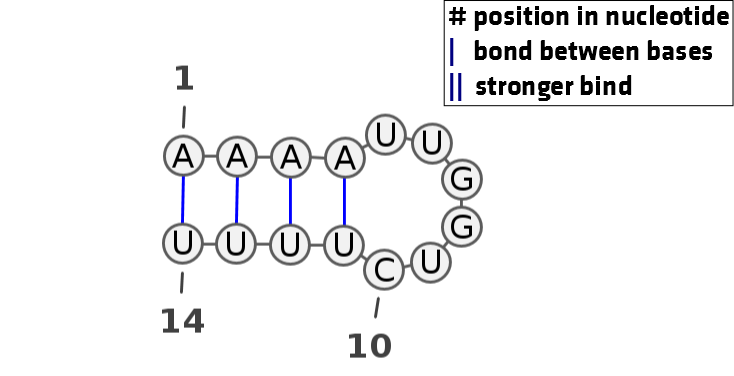 # position in nucleotide
| bond between bases
|| stronger bind
1
A A A A U U
G
G
U U U U C U
14
10